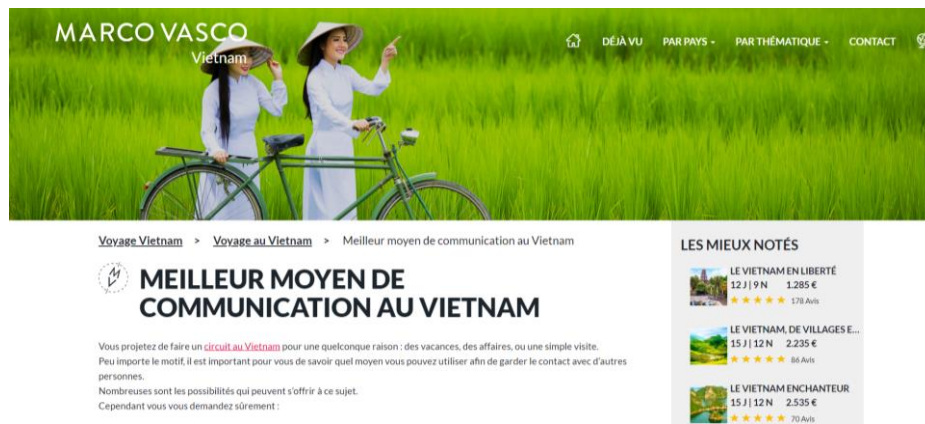 MARCO VASCO
Vietnam
DÉJÀ VU
PAR PAYS
PAR THÉMATIQUE
CONTACT
Voyage Vietnam > Voyage au Vietnam > Meilleur moyen de communication au Vietnam
MEILLEUR MOYEN DE
COMMUNICATION AU VIETNAM
Vous projetez de faire un circuit au Vietnam pour une quelconque raison : des vacances, des affaires, ou une simple visite.
Peu importe le motif, il est important pour vous de savoir quel moyen vous pouvez utiliser afin de garder le contact avec d'autres
personnes.
Nombreuses sont les possibilités qui peuvent s'offrir à ce sujet.
Cependant vous vous demandez sûrement :
LES MIEUX NOTÉS
LE VIETNAM EN LIBERTÉ
12 J | 9 N 1.285 €
178 Avis
LE VIETNAM, DE VILLAGES E...
15 J | 12 N 2.235 €
86 Avis
LE VIETNAM ENCHANTEUR
15 J | 12 N 2.535 €
70 Avis